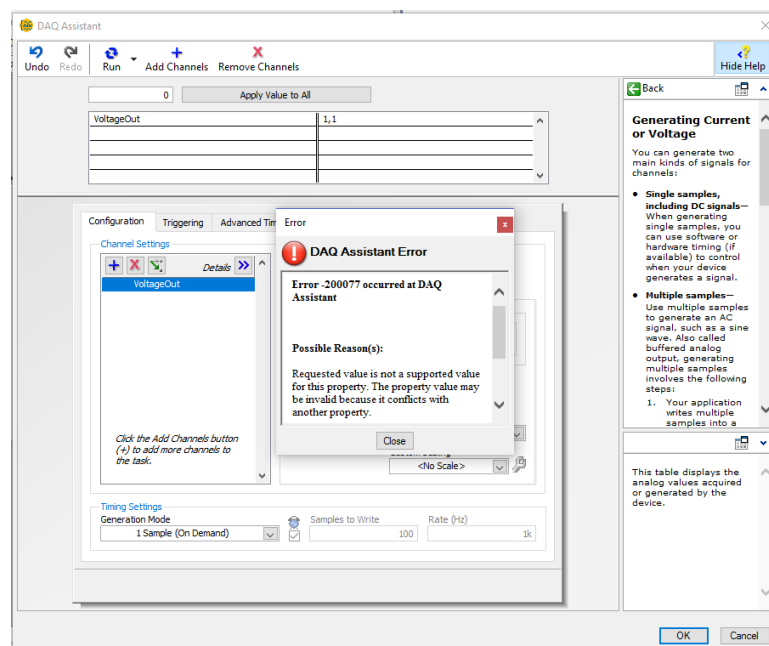 DAQ Assistant
Undo
Redo
Run
Add Channels
Remove Channels
Hide Help
0
Apply Value to All
VoltageOut
1,1
Configuration
Triggering
Channel Settings
Details
VoltageOut
Click the Add Channels button
(+) to add more channels to
the task.
<No Scale>
Timing Settings
Generation Mode
1 Sample (On Demand)
Samples to Write
100
Rate (Hz)
1k
Error
DAQ Assistant Error
Error -200077 occurred at DAQ
Assistant
Possible Reason(s):
Requested value is not a supported value
for this property. The property value may
be invalid because it conflicts with
another property.
Close
Back
Generating Current
or Voltage
You can generate two
main kinds of signals for
channels:
• Single samples,
including DC signals—
When generating
single samples, you
can use software or
hardware timing (if
available) to control
when your device
generates a signal.
• Multiple samples—
Use multiple samples
to generate an AC
signal, such as a sine
wave. Also called
buffered analog
output, generating
multiple samples
involves the following
steps:
1. Your application
writes multiple
samples into a
This table displays the
analog values acquired
or generated by the
device.
OK
Cancel